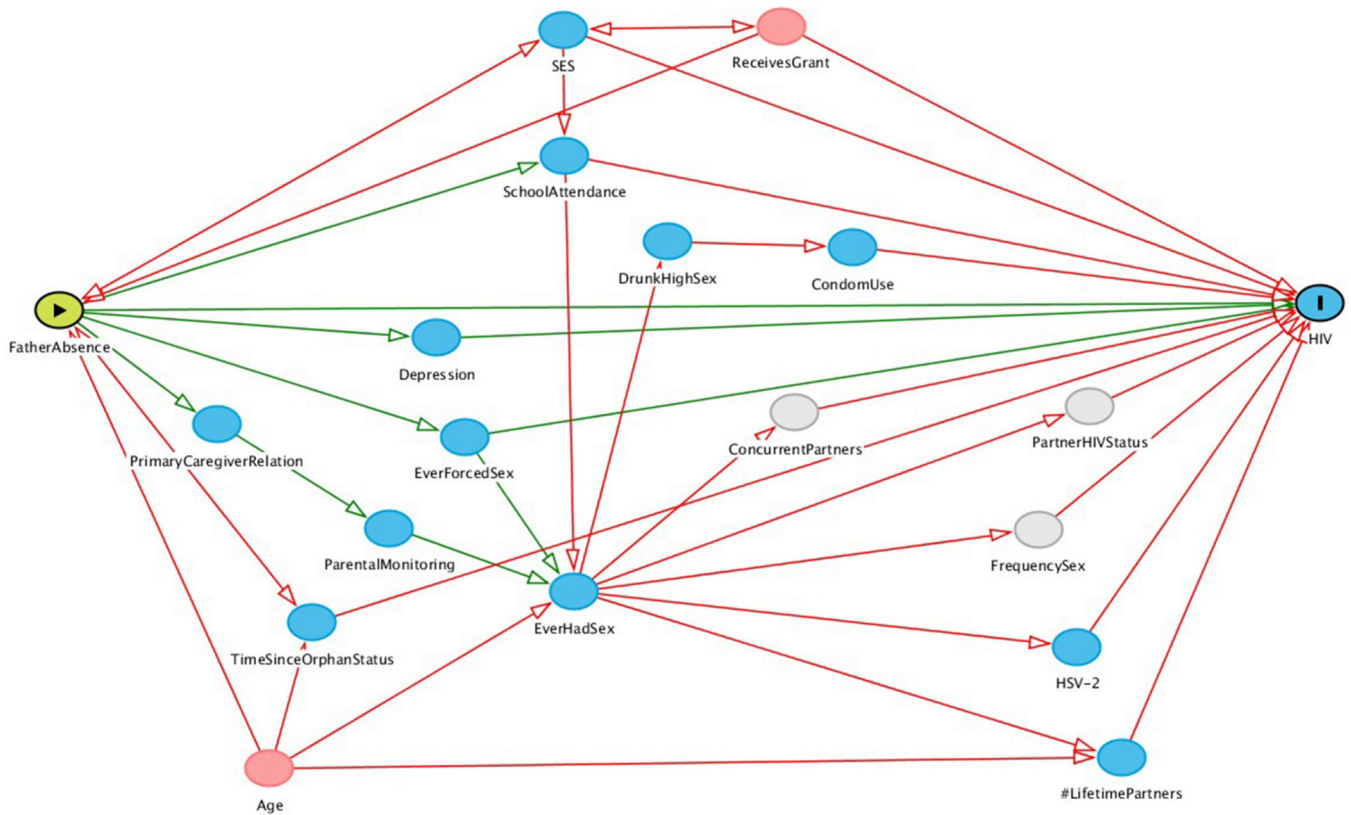 SES
ReceivesGrant
SchoolAttendance
DrunkHighSex
CondomUse
FatherAbsence
HIV
Depression
ConcurrentPartners
PartnerHIVStatus
PrimaryCaregiverRelation
EverForcedSex
ParentalMonitoring
FrequencySex
EverHadSex
TimeSinceOrphanStatus
HSV-2
#LifetimePartners
Age